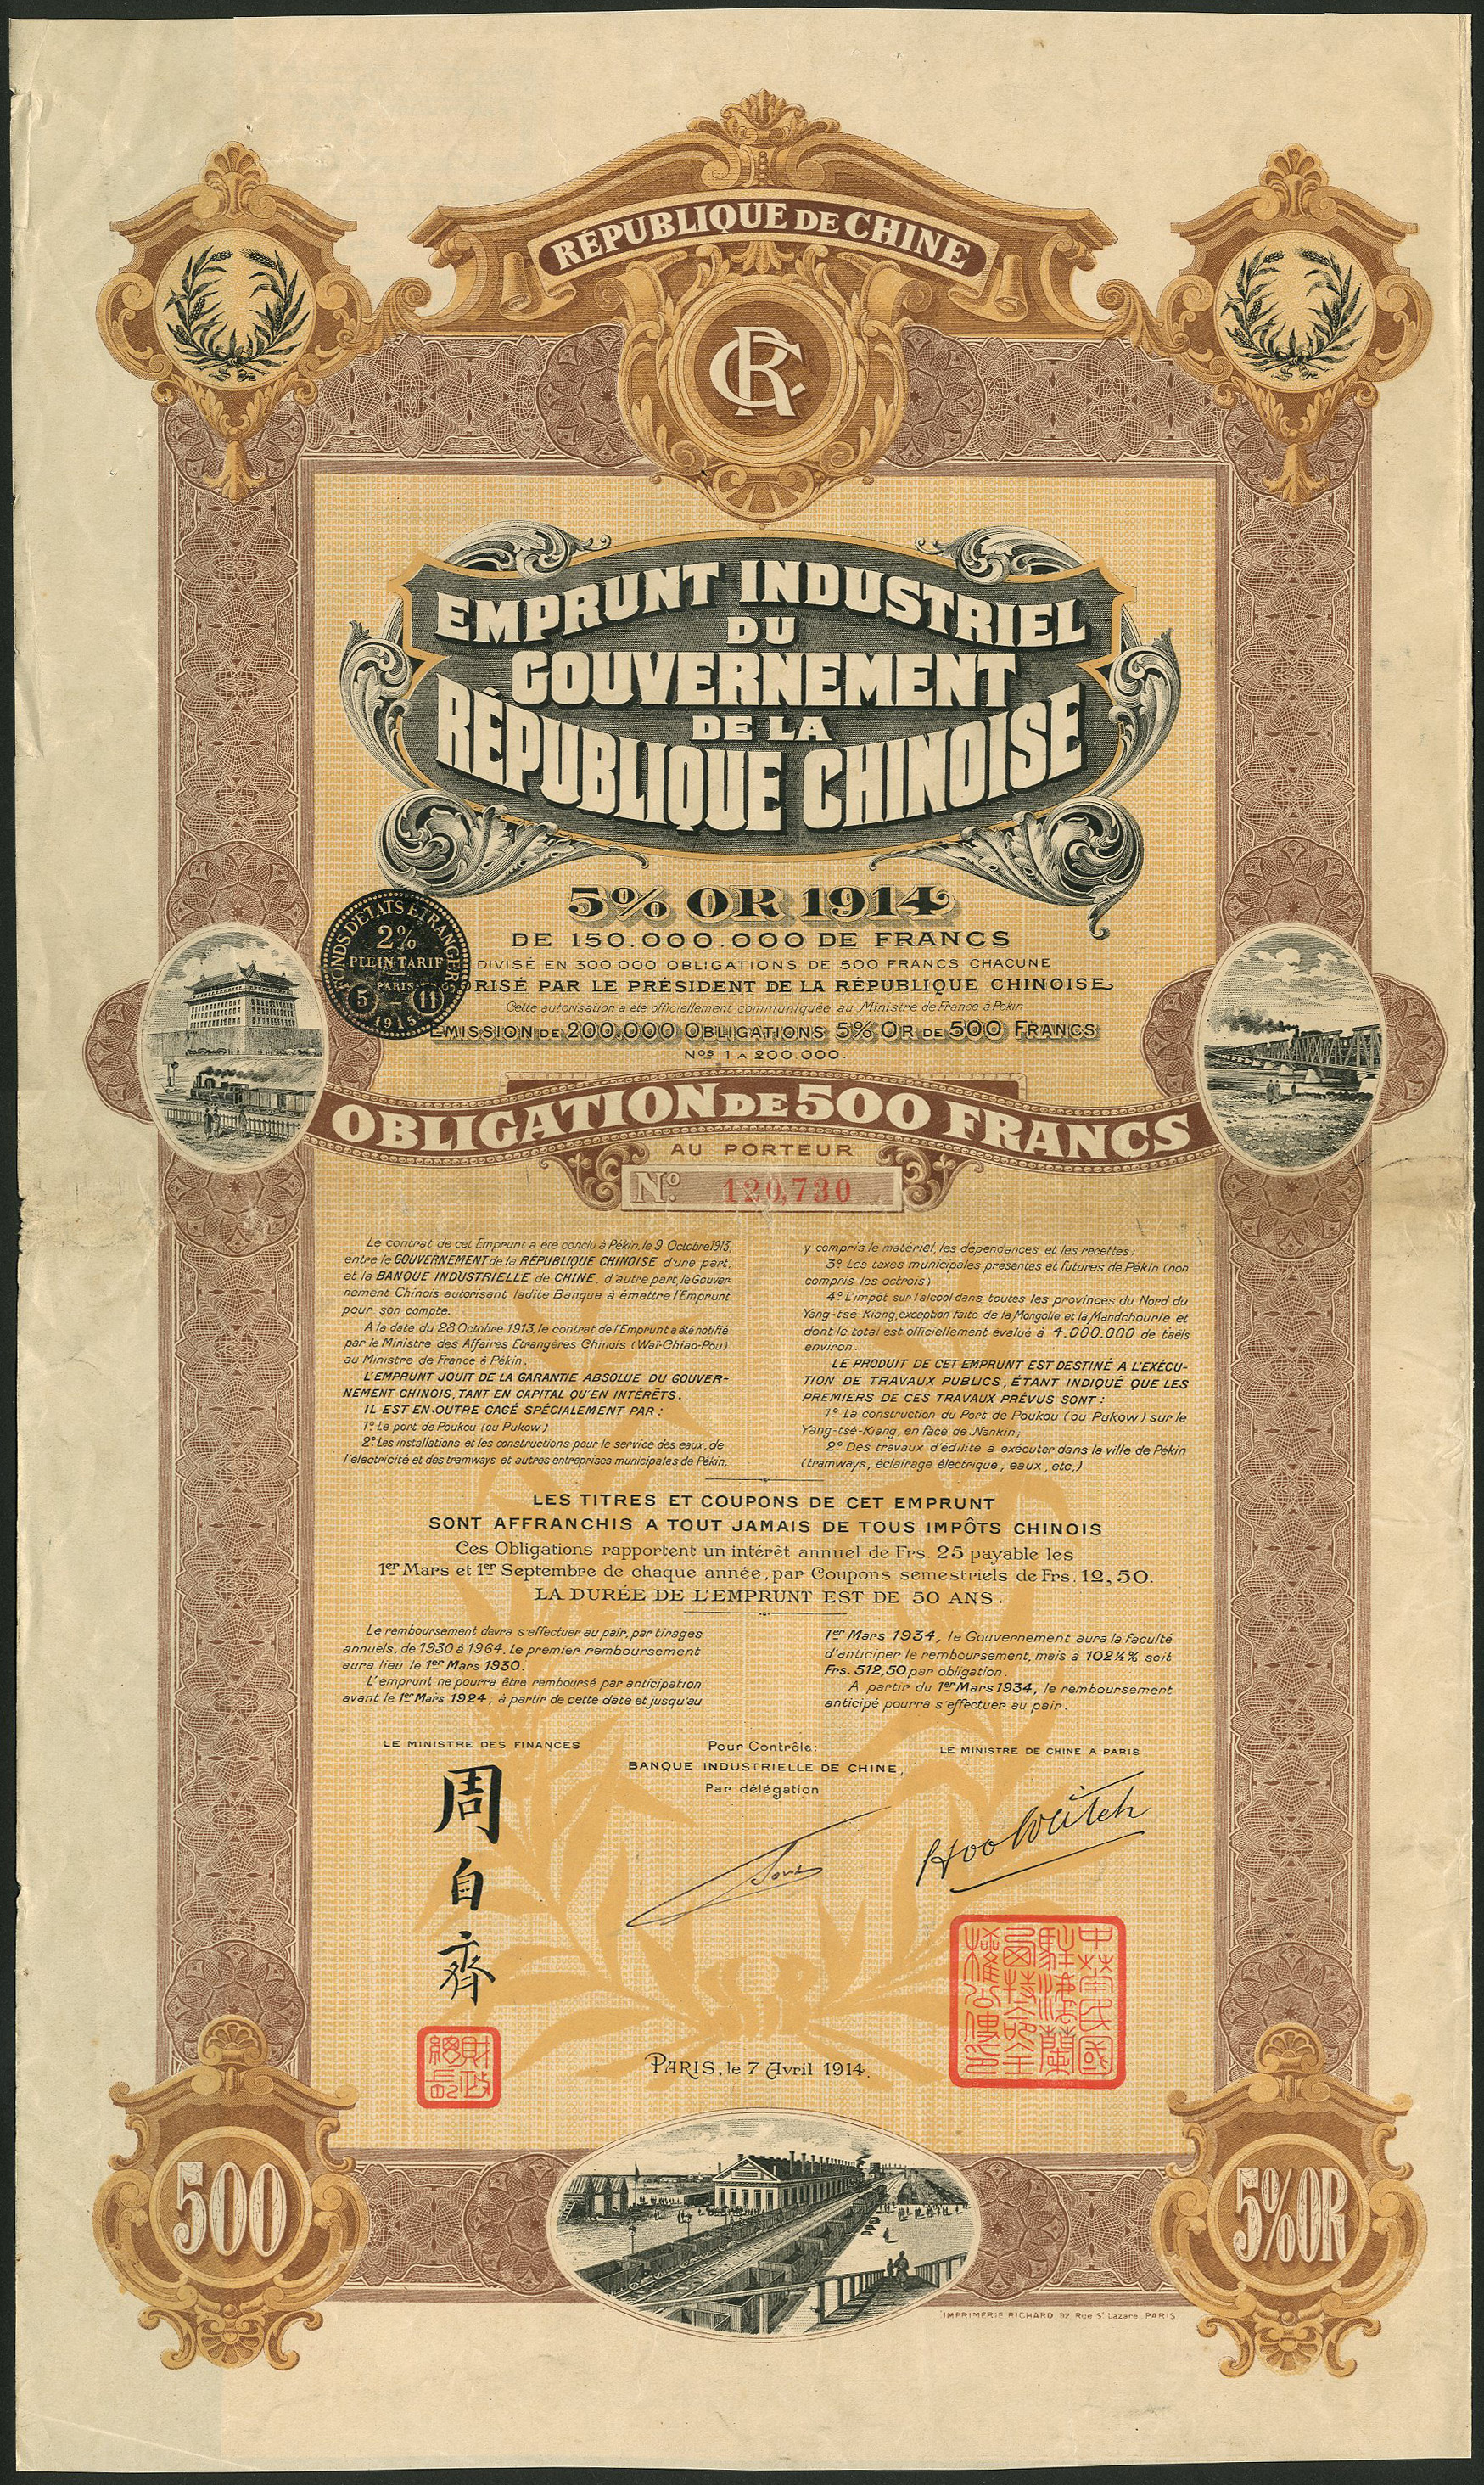 RÉPUBLIQUE DE CHINE
RC
EMPRUNT INDUSTRIEL
DU
GOUVERNEMENT
DE LA
RÉPUBLIQUE CHINOISE
5% OR 1914
DE 150.000.000 DE FRANCS
DIVISÉ EN 300.000 OBLIGATIONS DE 500 FRANCS CHACUNE
ORISÉ PAR LE PRÉSIDENT DE LA RÉPUBLIQUE CHINOISE
Cette autorisation a été officiellement communiquée au Ministre de France à Pékin
EMISSION DE 200.000 OBLIGATIONS 5% OR DE 500 FRANCS
Nos 1 A 200 000.
FONDS D'ETATS ETRANGERS
2%
PLEIN TARIF
PARIS
5 — 11
1915
OBLIGATION DE 500 FRANCS
AU PORTEUR
No. 120,730
Le contrat de cet Emprunt a été conclu à Pékin, le 9 Octobre 1913,
entre le GOUVERNEMENT de la RÉPUBLIQUE CHINOISE d'une part,
et la BANQUE INDUSTRIELLE de CHINE, d'autre part, le Gouver
nement Chinois autorisant ladite Banque à émettre l'Emprunt
pour son compte.
A la date du 28 Octobre 1913, le contrat de l'Emprunt a été notifié
par le Ministre des Affaires Etrangères Chinois (Wai-Chiao-Pou)
au Ministre de France à Pékin.
L'EMPRUNT JOUIT DE LA GARANTIE ABSOLUE DU GOUVER-
NEMENT CHINOIS, TANT EN CAPITAL QU'EN INTÉRÊTS.
IL EST EN OUTRE GAGÉ SPÉCIALEMENT PAR:
1º Le port de Poukou (ou Pukow)
2º Les installations et les constructions pour le service des eaux, de
l'électricité et des tramways et autres entreprises municipales de Pékin,
y compris le matériel, les dépendances et les recettes;
3º Les taxes municipales présentes et futures de Pékin (non
compris les octrois)
4º L'impôt sur l'alcool dans toutes les provinces du Nord du
Yang-tsé-Kiang, exception faite de la Mongolie et la Mandchourie et
dont le total est officiellement évalué à 4.000.000 de taëls
environ.
LE PRODUIT DE CET EMPRUNT EST DESTINÉ A L'EXÉCU-
TION DE TRAVAUX PUBLICS, ÉTANT INDIQUÉ QUE LES
PREMIERS DE CES TRAVAUX PRÉVUS SONT:
1º La construction du Port de Poukou (ou Pukow) sur le
Yang-tsé-Kiang, en face de Nankin;
2º Des travaux d'édilité à exécuter dans la ville de Pékin
(tramways, éclairage électrique, eaux, etc,)
LES TITRES ET COUPONS DE CET EMPRUNT
SONT AFFRANCHIS A TOUT JAMAIS DE TOUS IMPÔTS CHINOIS
Ces Obligations rapportent un intérêt annuel de Frs. 25 payable les
1er Mars et 1er Septembre de chaque année, par Coupons semestriels de Frs. 12,50.
LA DURÉE DE L'EMPRUNT EST DE 50 ANS.
Le remboursement devra s'effectuer au pair, par tirages
annuels, de 1930 à 1964. Le premier remboursement
aura lieu le 1er Mars 1930.
L'emprunt ne pourra être remboursé par anticipation
avant le 1er Mars 1924, à partir de cette date et jusqu'au
1er Mars 1934, le Gouvernement aura la faculté
d'anticiper le remboursement, mais à 102½% soit
Frs. 512,50 par obligation.
A partir du 1er Mars 1934, le remboursement
anticipé pourra s'effectuer au pair.
LE MINISTRE DES FINANCES
周自齊
財政
總長
Pour Contrôle:
BANQUE INDUSTRIELLE DE CHINE,
Par délégation
LE MINISTRE DE CHINE A PARIS
Hoo Wei Teh
中華民國
駐法蘭
PARIS, le 7 Avril 1914.
500
5% OR
IMPRIMERIE RICHARD 92, Rue St Lazare. PARIS